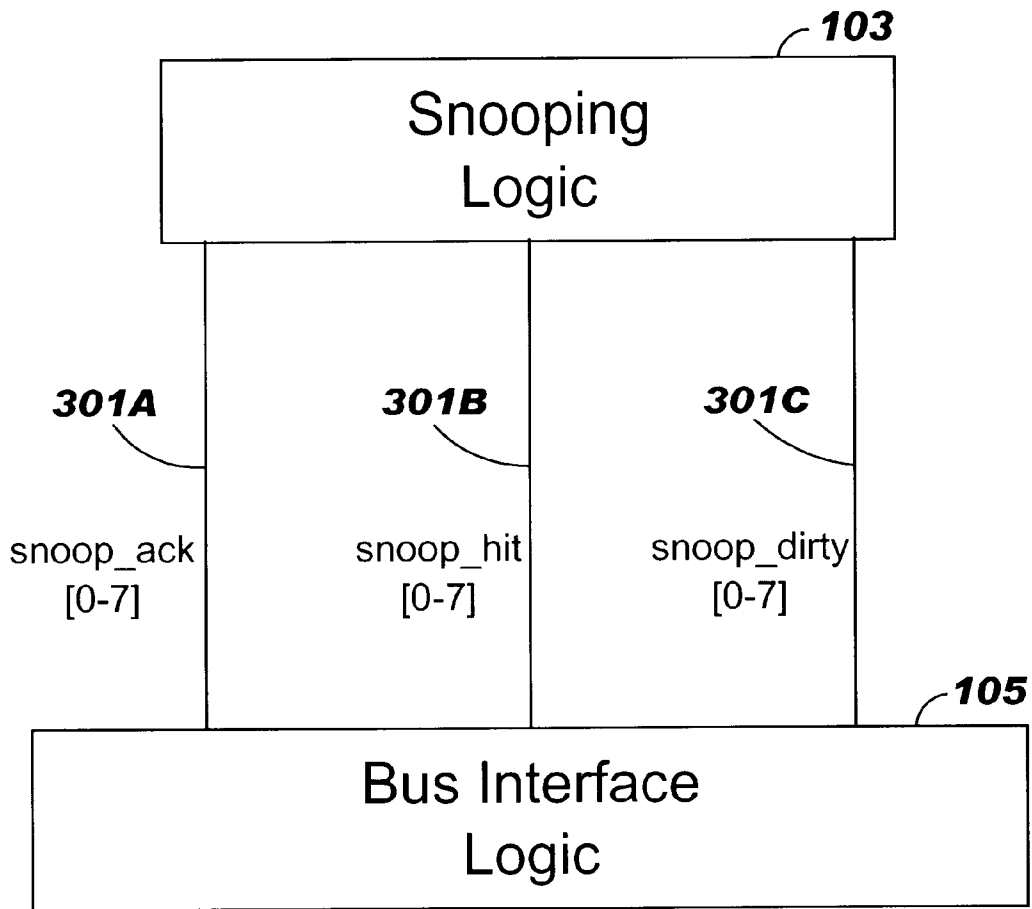 103
Snooping
Logic
301A
301B
301C
snoop_ack
[0-7]
snoop_hit
[0-7]
snoop_dirty
[0-7]
105
Bus Interface
Logic